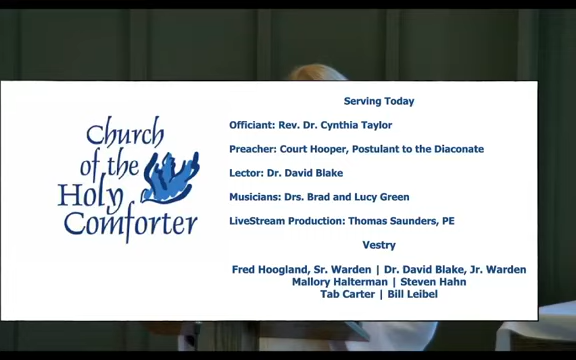 Church
of the
Holy
Comforter
Serving Today
Officiant: Rev. Dr. Cynthia Taylor
Preacher: Court Hooper, Postulant to the Diaconate
Lector: Dr. David Blake
Musicians: Drs. Brad and Lucy Green
LiveStream Production: Thomas Saunders, PE
Vestry
Fred Hoogland, Sr. Warden | Dr. David Blake, Jr. Warden
Mallory Halterman | Steven Hahn
Tab Carter | Bill Leibel